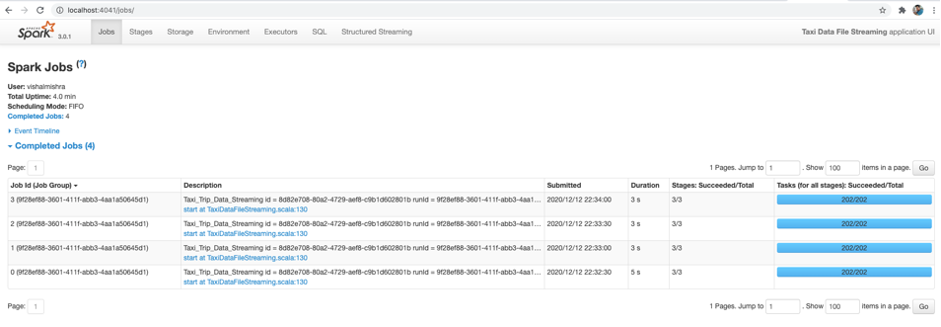 localhost:4041/jobs/
APACHE Spark 3.0.1 Jobs Stages Storage Environment Executors SQL Structured Streaming Taxi Data File Streaming application UI
Spark Jobs (?)
User: vishalmishra
Total Uptime: 4.0 min
Scheduling Mode: FIFO
Completed Jobs: 4
Event Timeline
Completed Jobs (4)
Page: 1 1 Pages. Jump to 1 . Show 100 items in a page. Go
Job Id (Job Group) Description Submitted Duration Stages: Succeeded/Total Tasks (for all stages): Succeeded/Total
3 (9f28ef88-3601-411f-abb3-4aa1a50645d1) Taxi_Trip_Data_Streaming id = 8d82e708-80a2-4729-aef8-c9b1d602801b runId = 9f28ef88-3601-411f-abb3-4aa1... 2020/12/12 22:34:00 3 s 3/3 202/202
start at TaxiDataFileStreaming.scala:130
2 (9f28ef88-3601-411f-abb3-4aa1a50645d1) Taxi_Trip_Data_Streaming id = 8d82e708-80a2-4729-aef8-c9b1d602801b runId = 9f28ef88-3601-411f-abb3-4aa1... 2020/12/12 22:33:30 3 s 3/3 202/202
start at TaxiDataFileStreaming.scala:130
1 (9f28ef88-3601-411f-abb3-4aa1a50645d1) Taxi_Trip_Data_Streaming id = 8d82e708-80a2-4729-aef8-c9b1d602801b runId = 9f28ef88-3601-411f-abb3-4aa1... 2020/12/12 22:33:00 3 s 3/3 202/202
start at TaxiDataFileStreaming.scala:130
0 (9f28ef88-3601-411f-abb3-4aa1a50645d1) Taxi_Trip_Data_Streaming id = 8d82e708-80a2-4729-aef8-c9b1d602801b runId = 9f28ef88-3601-411f-abb3-4aa1... 2020/12/12 22:32:30 5 s 3/3 202/202
start at TaxiDataFileStreaming.scala:130
Page: 1 1 Pages. Jump to 1 . Show 100 items in a page. Go